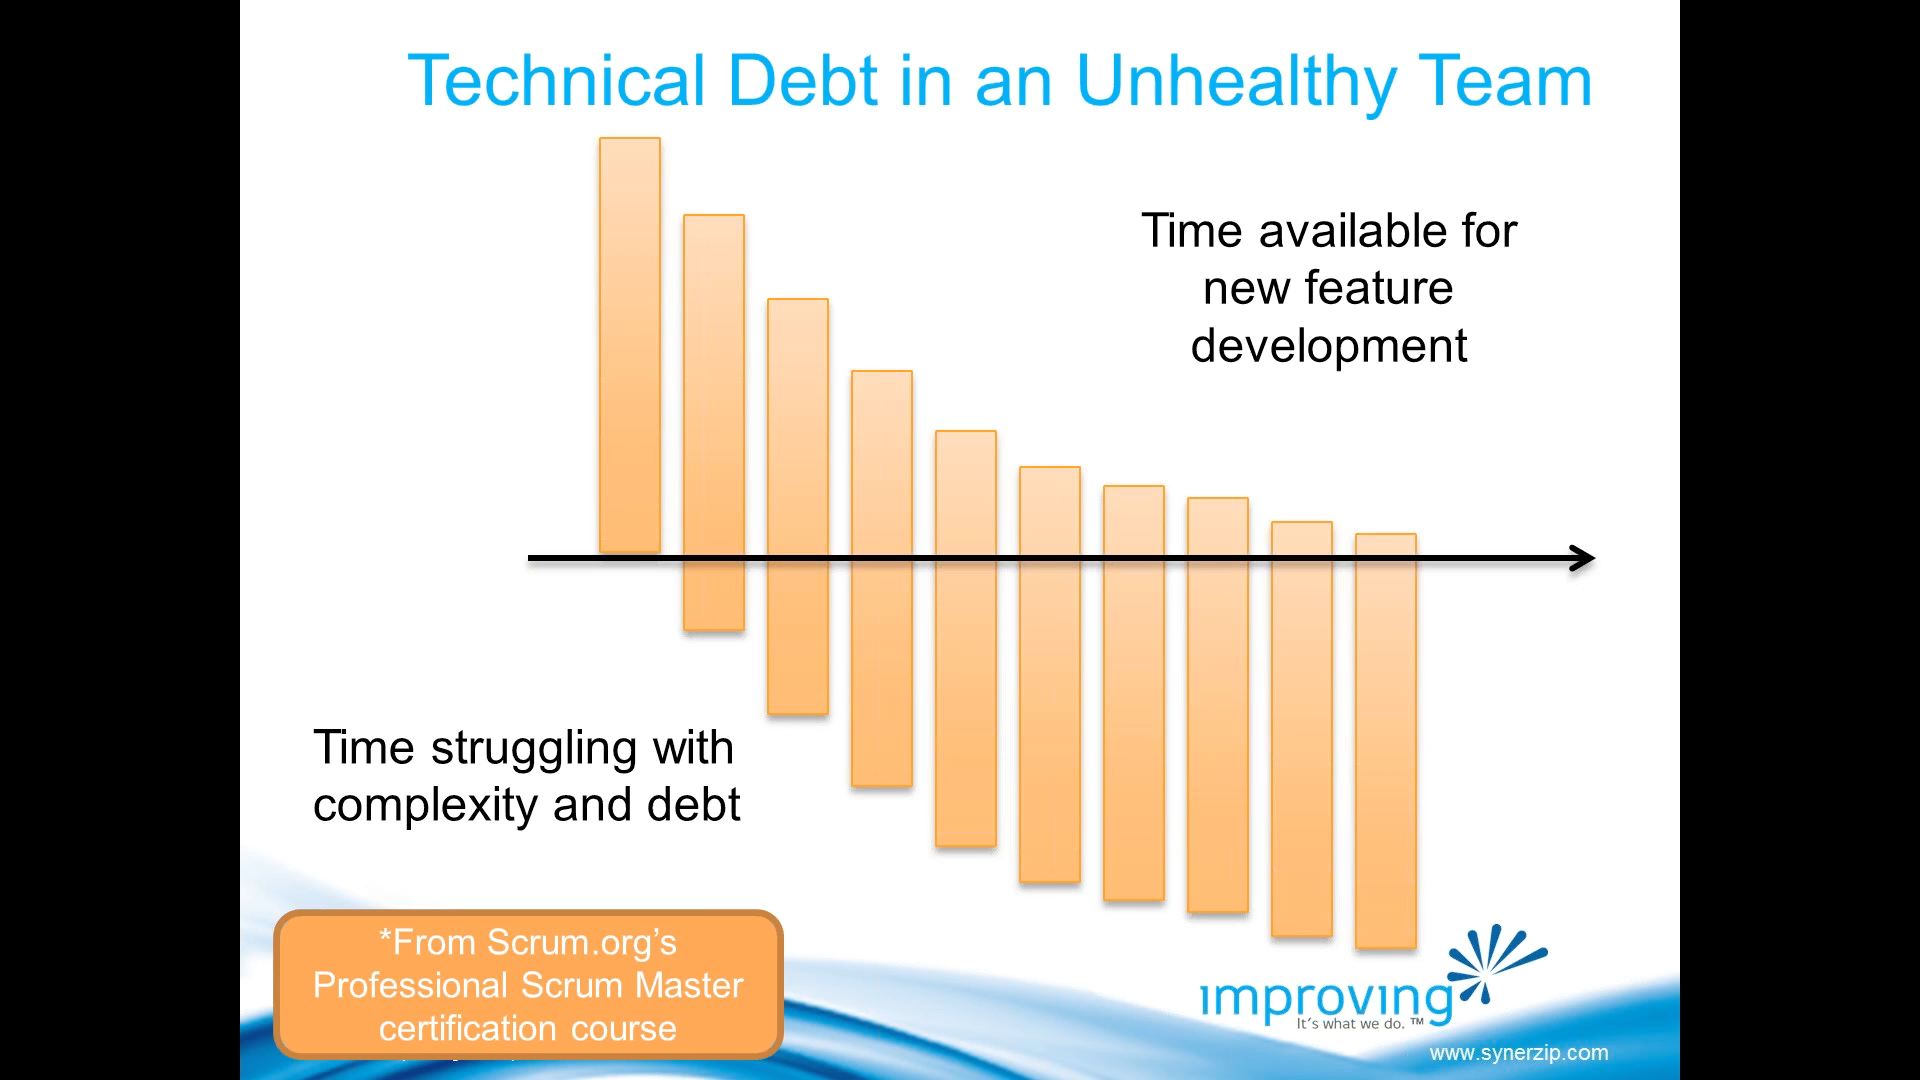 Technical Debt in an Unhealthy Team
Time available for
new feature
development
Time struggling with
complexity and debt
*From Scrum.org’s
Professional Scrum Master
certification course
improving
It’s what we do. ™
www.synerzip.com